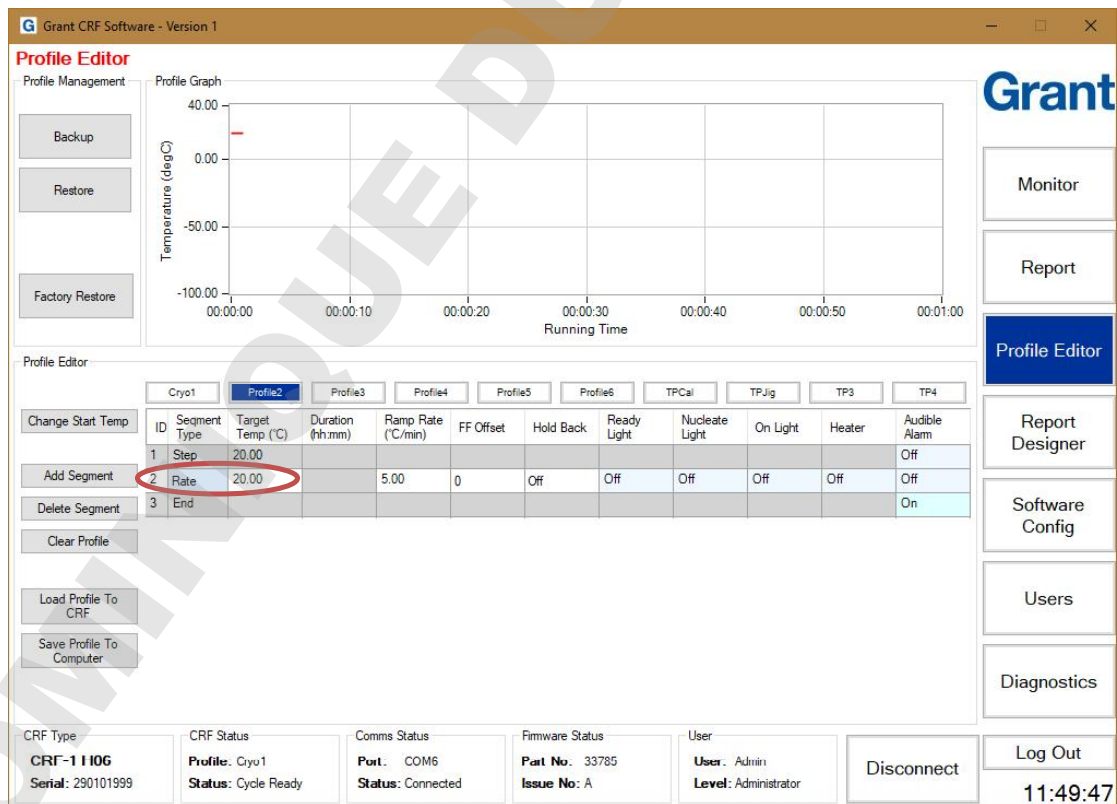 Grant CRF Software - Version 1
Profile Editor
Profile Management
Backup
Restore
Factory Restore
Profile Graph
Temperature (degC)
40.00
0.00
-50.00
-100.00
00:00:00 00:00:10 00:00:20 00:00:30 00:00:40 00:00:50 00:01:00
Running Time
Grant
Monitor
Report
Profile Editor
Report
Designer
Software
Config
Users
Diagnostics
Log Out
11:49:47
Profile Editor
Cryo1 Profile2 Profile3 Profile4 Profile5 Profile6 TPCal TPJig TP3 TP4
Change Start Temp
Add Segment
Delete Segment
Clear Profile
Load Profile To
CRF
Save Profile To
Computer
ID Segment Type Target Temp (°C) Duration (hh:mm) Ramp Rate (°C/min) FF Offset Hold Back Ready Light Nucleate Light On Light Heater Audible Alarm
1 Step 20.00 Off
2 Rate 20.00 5.00 0 Off Off Off Off Off Off
3 End On
CRF Type
CRF-1 H06
Serial: 290101999
CRF Status
Profile: Cryo1
Status: Cycle Ready
Comms Status
Port: COM6
Status: Connected
Firmware Status
Part No: 33785
Issue No: A
User
User: Admin
Level: Administrator
Disconnect